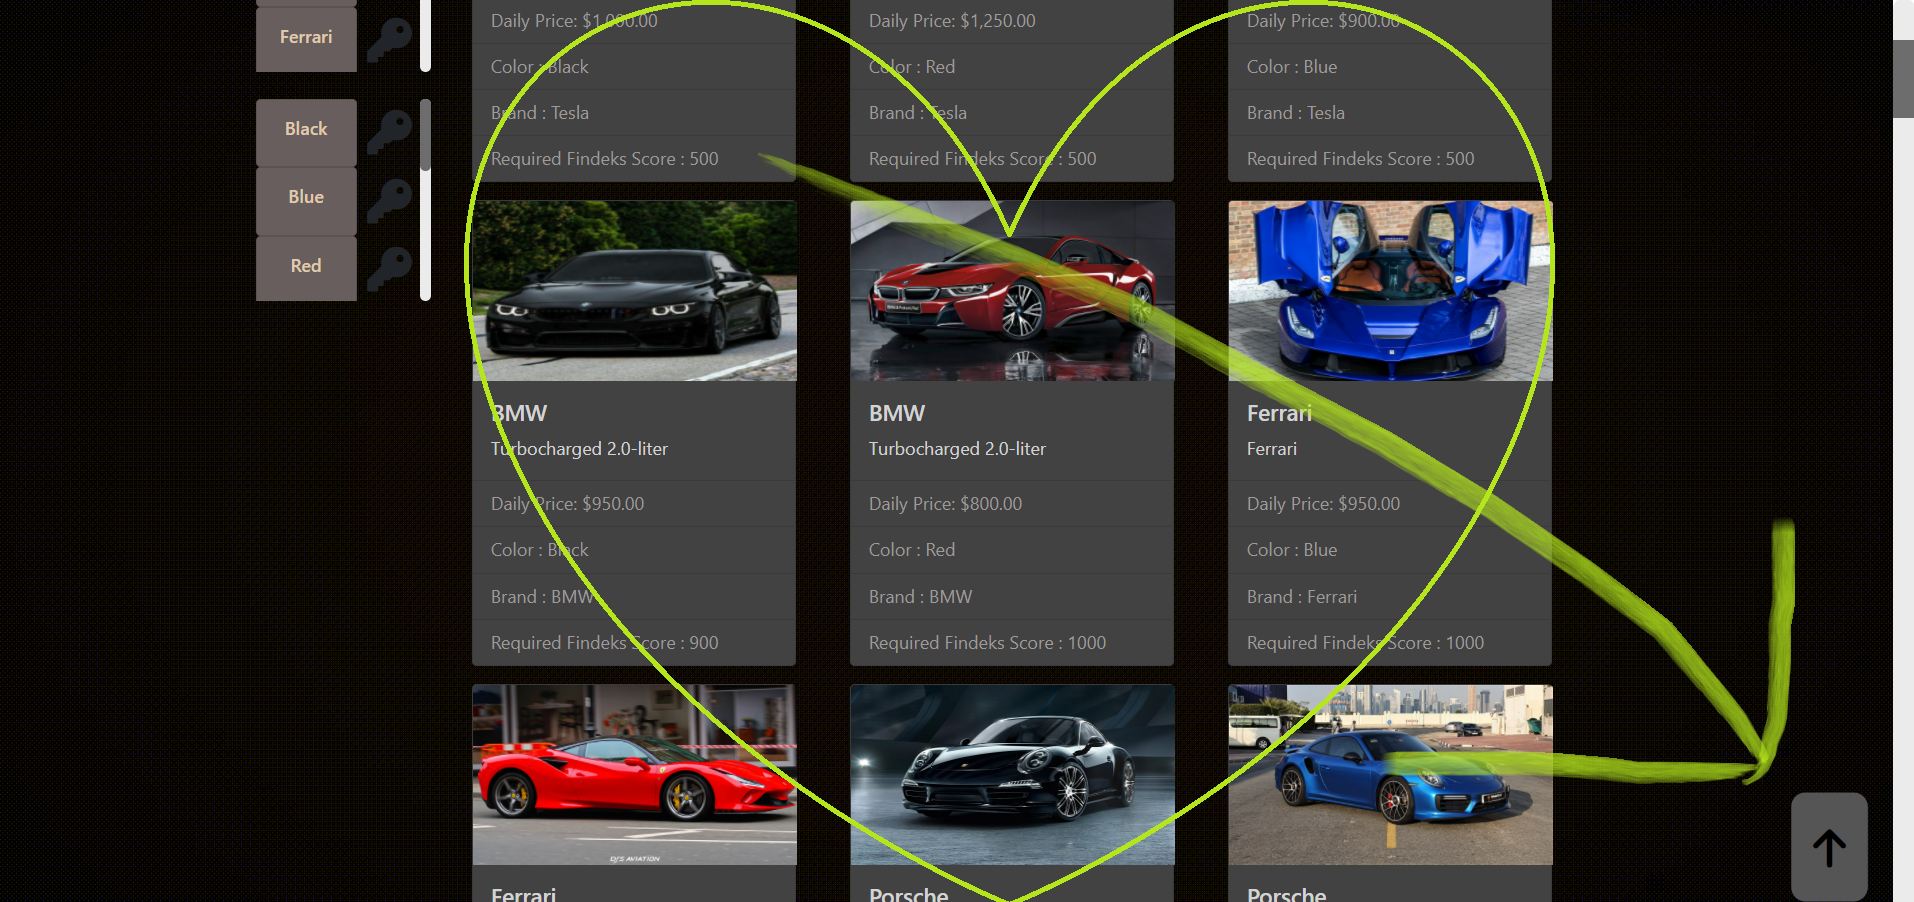 Ferrari
Black
Blue
Red
Daily Price: $1,000.00
Color : Black
Brand : Tesla
Required Findeks Score : 500
Daily Price: $1,250.00
Color : Red
Brand : Tesla
Required Findeks Score : 500
Daily Price: $900.00
Color : Blue
Brand : Tesla
Required Findeks Score : 500
BMW
Turbocharged 2.0-liter
Daily Price: $950.00
Color : Black
Brand : BMW
Required Findeks Score : 900
BMW
Turbocharged 2.0-liter
Daily Price: $800.00
Color : Red
Brand : BMW
Required Findeks Score : 1000
Ferrari
Ferrari
Daily Price: $950.00
Color : Blue
Brand : Ferrari
Required Findeks Score : 1000
DJS AVIATION
Ferrari
Porsche
Porsche